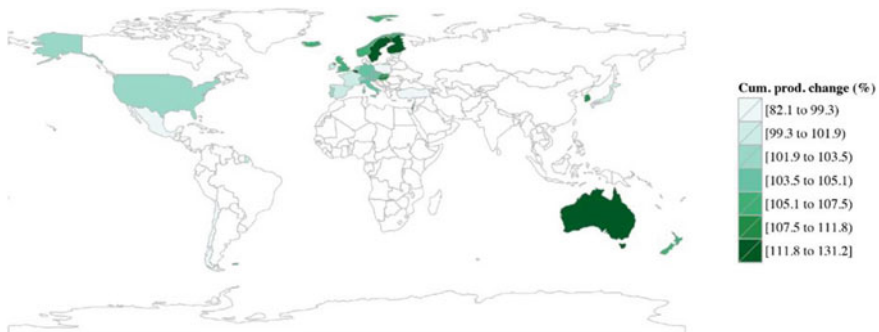 Cum. prod. change (%)
[82.1 to 99.3)
[99.3 to 101.9)
[101.9 to 103.5)
[103.5 to 105.1)
[105.1 to 107.5)
[107.5 to 111.8)
[111.8 to 131.2]